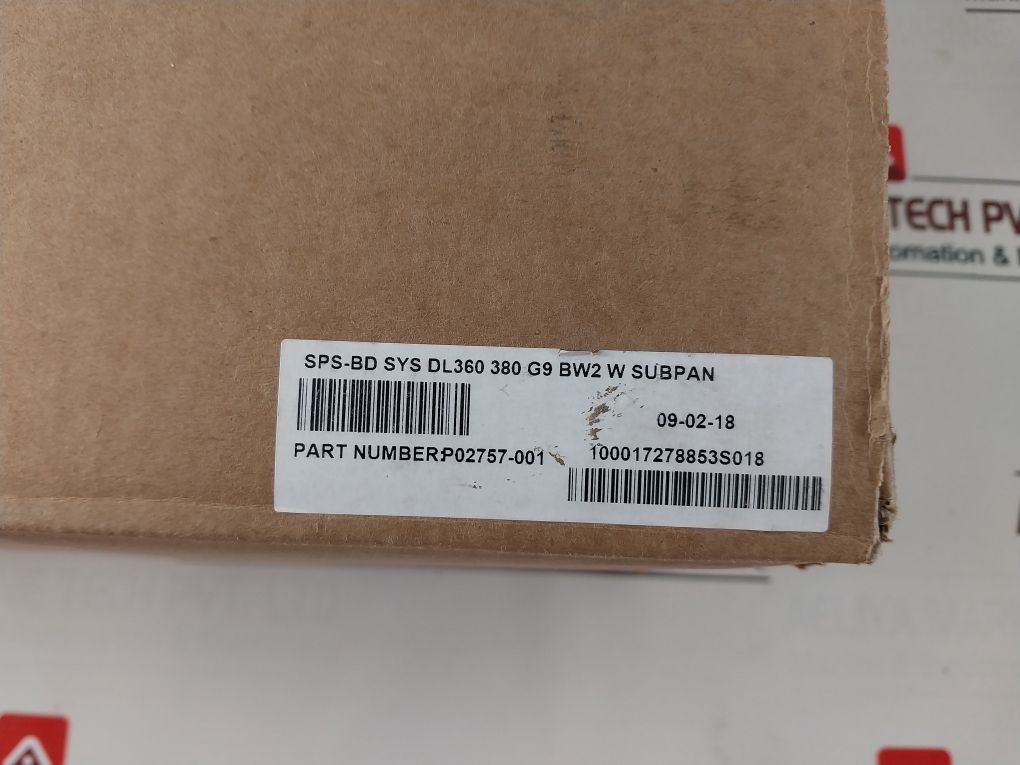 SPS-BD SYS DL360 380 G9 BW2 W SUBPAN
09-02-18
PART NUMBER:P02757-001
100017278853S018
TECH PV
omation &